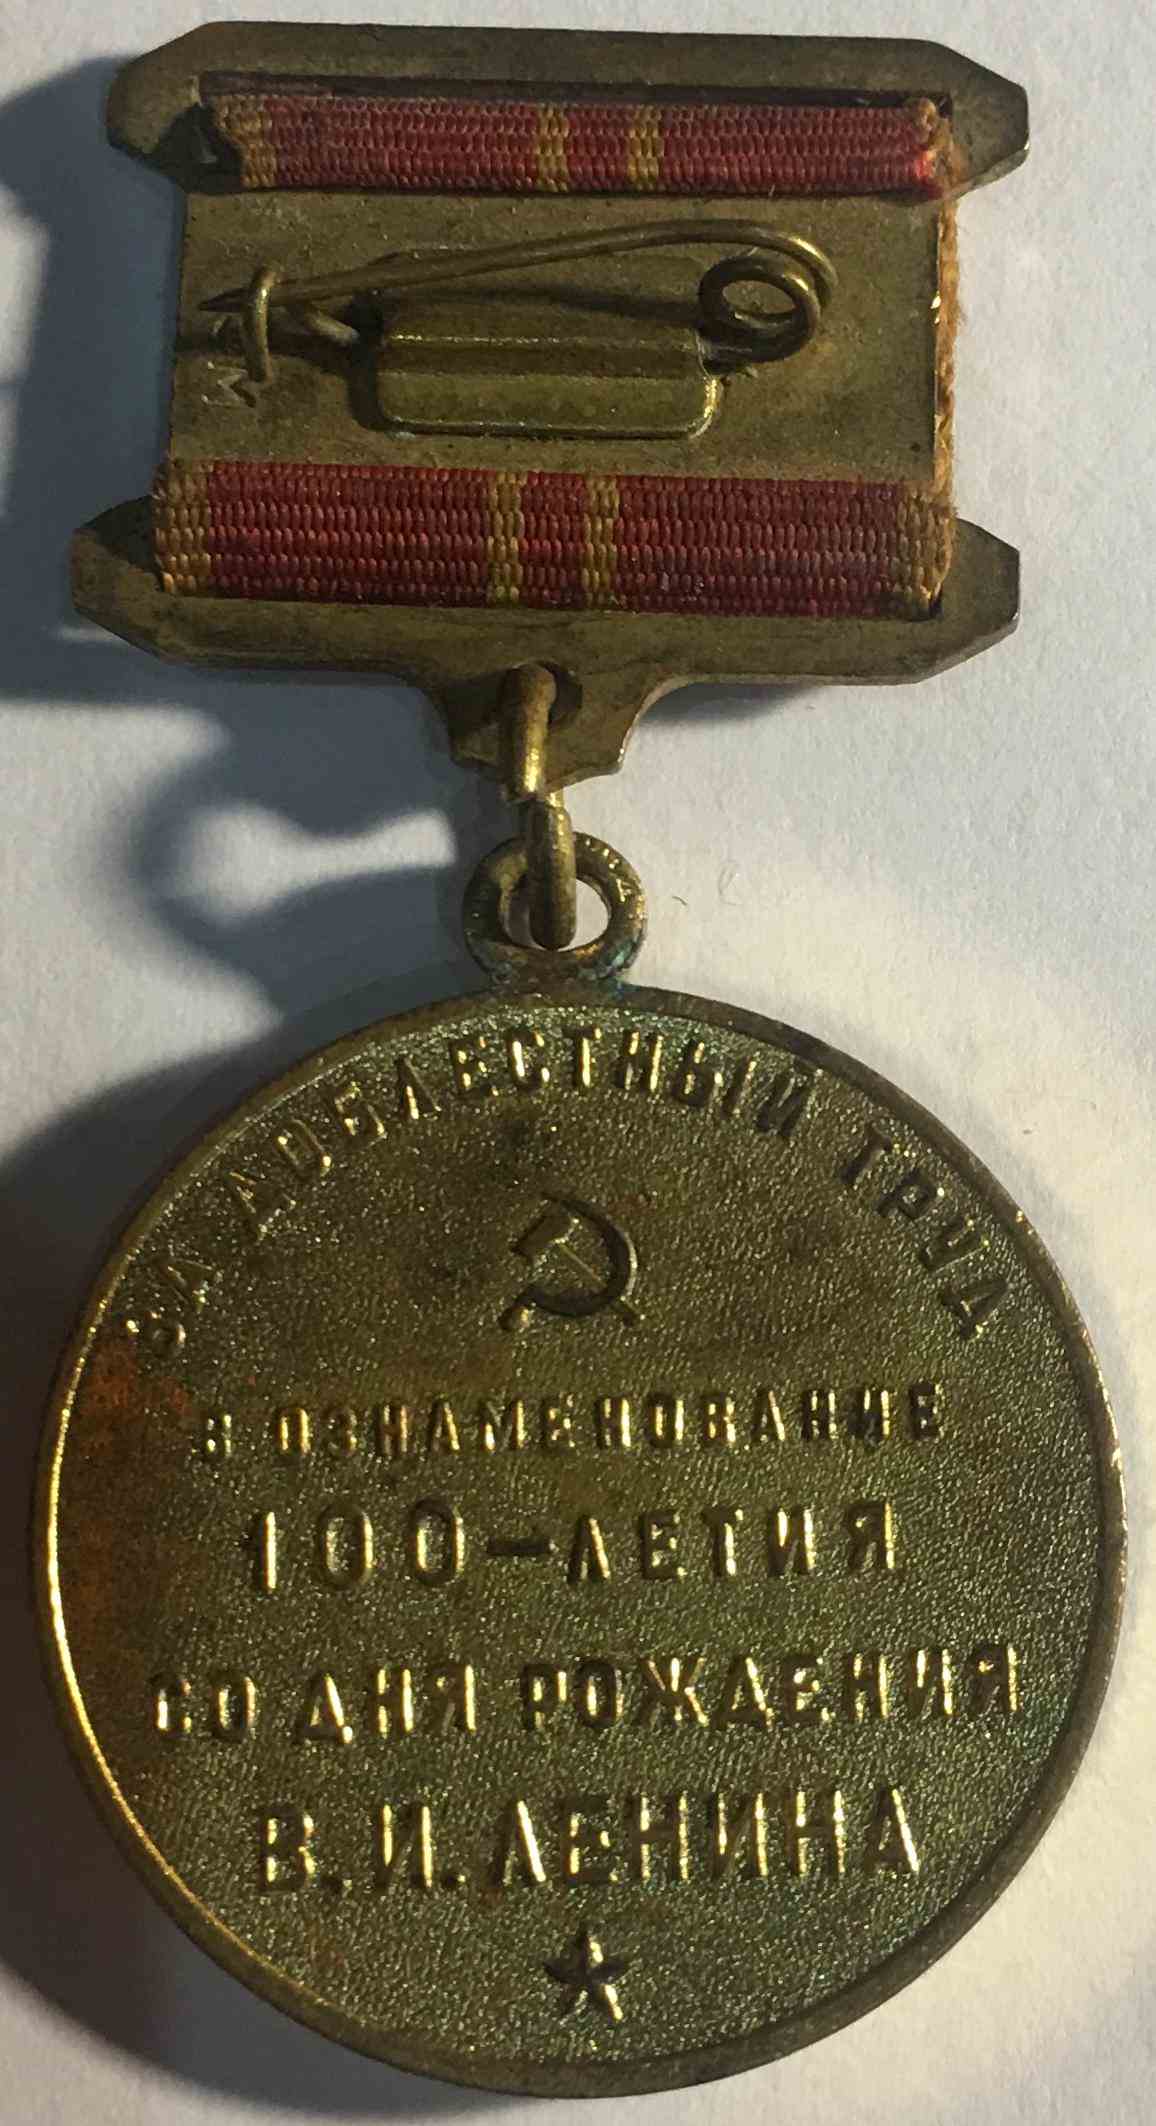 ЗА ДОБЛЕСТНЫЙ ТРУД
В ОЗНАМЕНОВАНИЕ
100-ЛЕТИЯ
СО ДНЯ РОЖДЕНИЯ
В.И.ЛЕНИНА